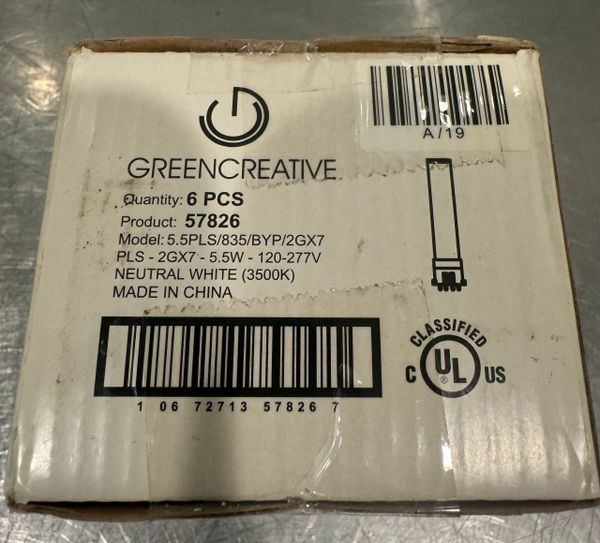 A/19
GREENCREATIVE
Quantity: 6 PCS
Product: 57826
Model: 5.5PLS/835/BYP/2GX7
PLS - 2GX7 - 5.5W - 120-277V
NEUTRAL WHITE (3500K)
MADE IN CHINA
1 06 72713 57826 7
CLASSIFIED
C UL® US